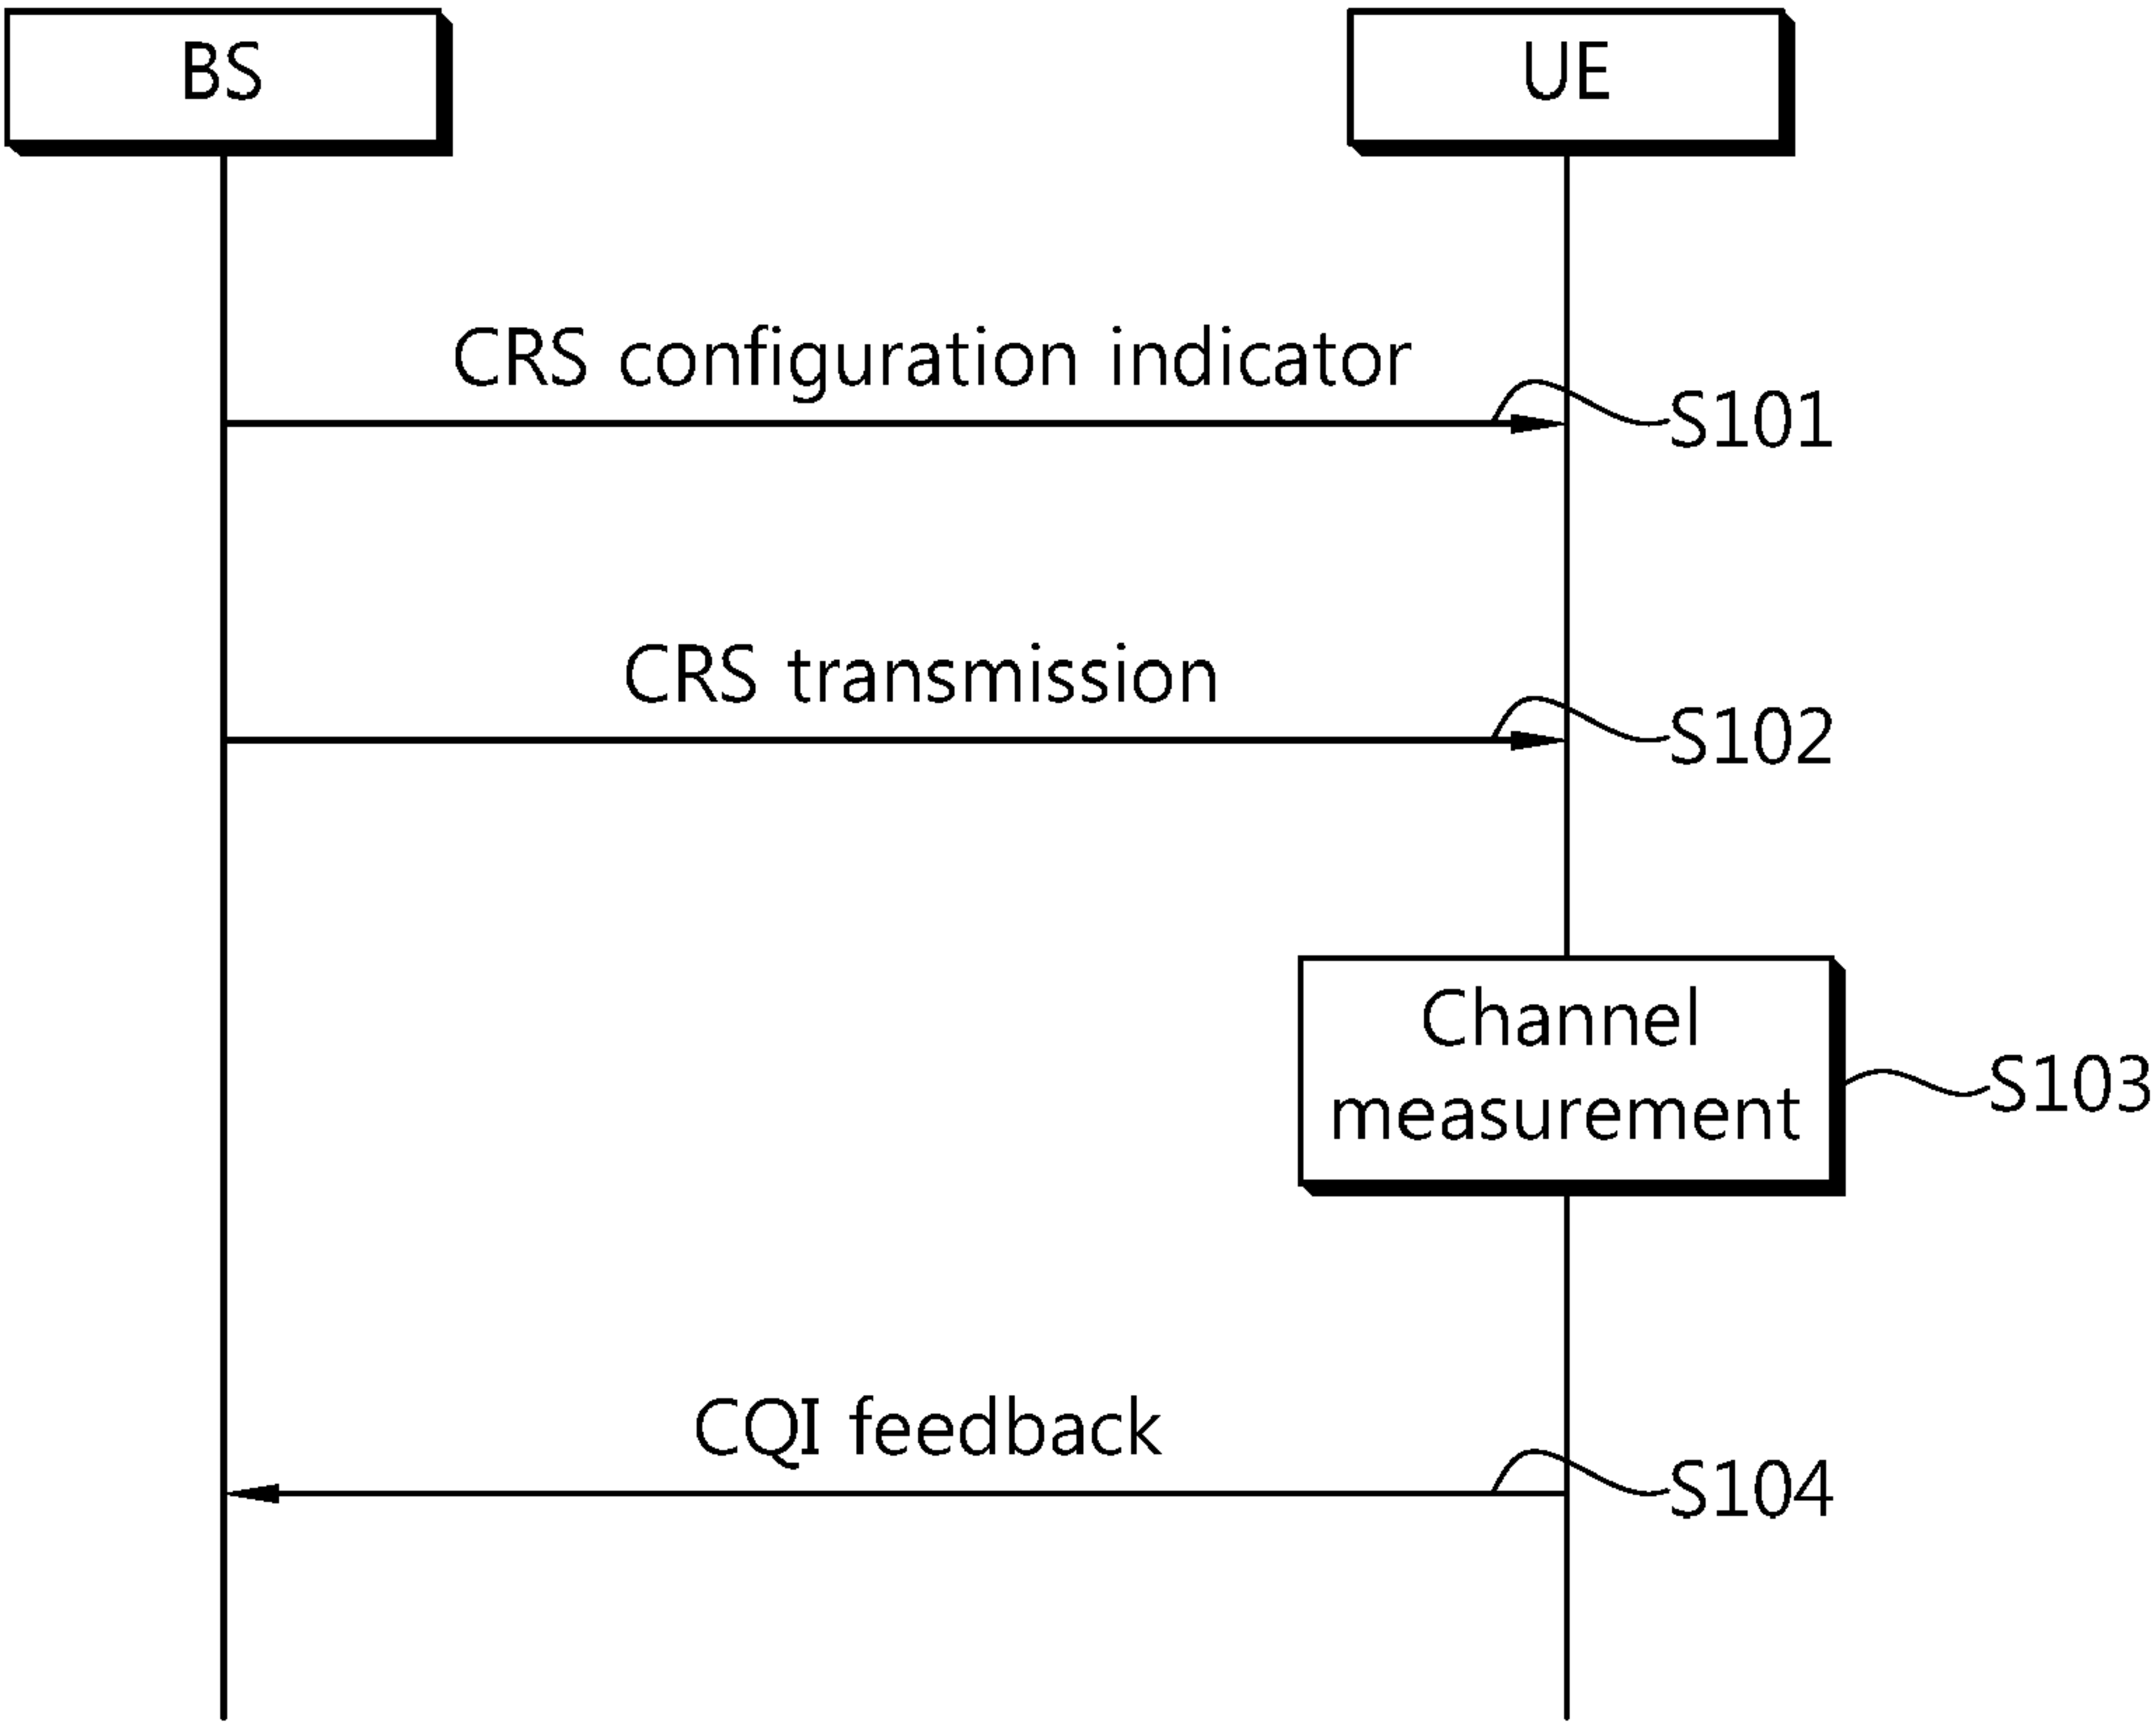 BS
UE
CRS configuration indicator
S101
CRS transmission
S102
Channel
measurement
S103
CQI feedback
S104